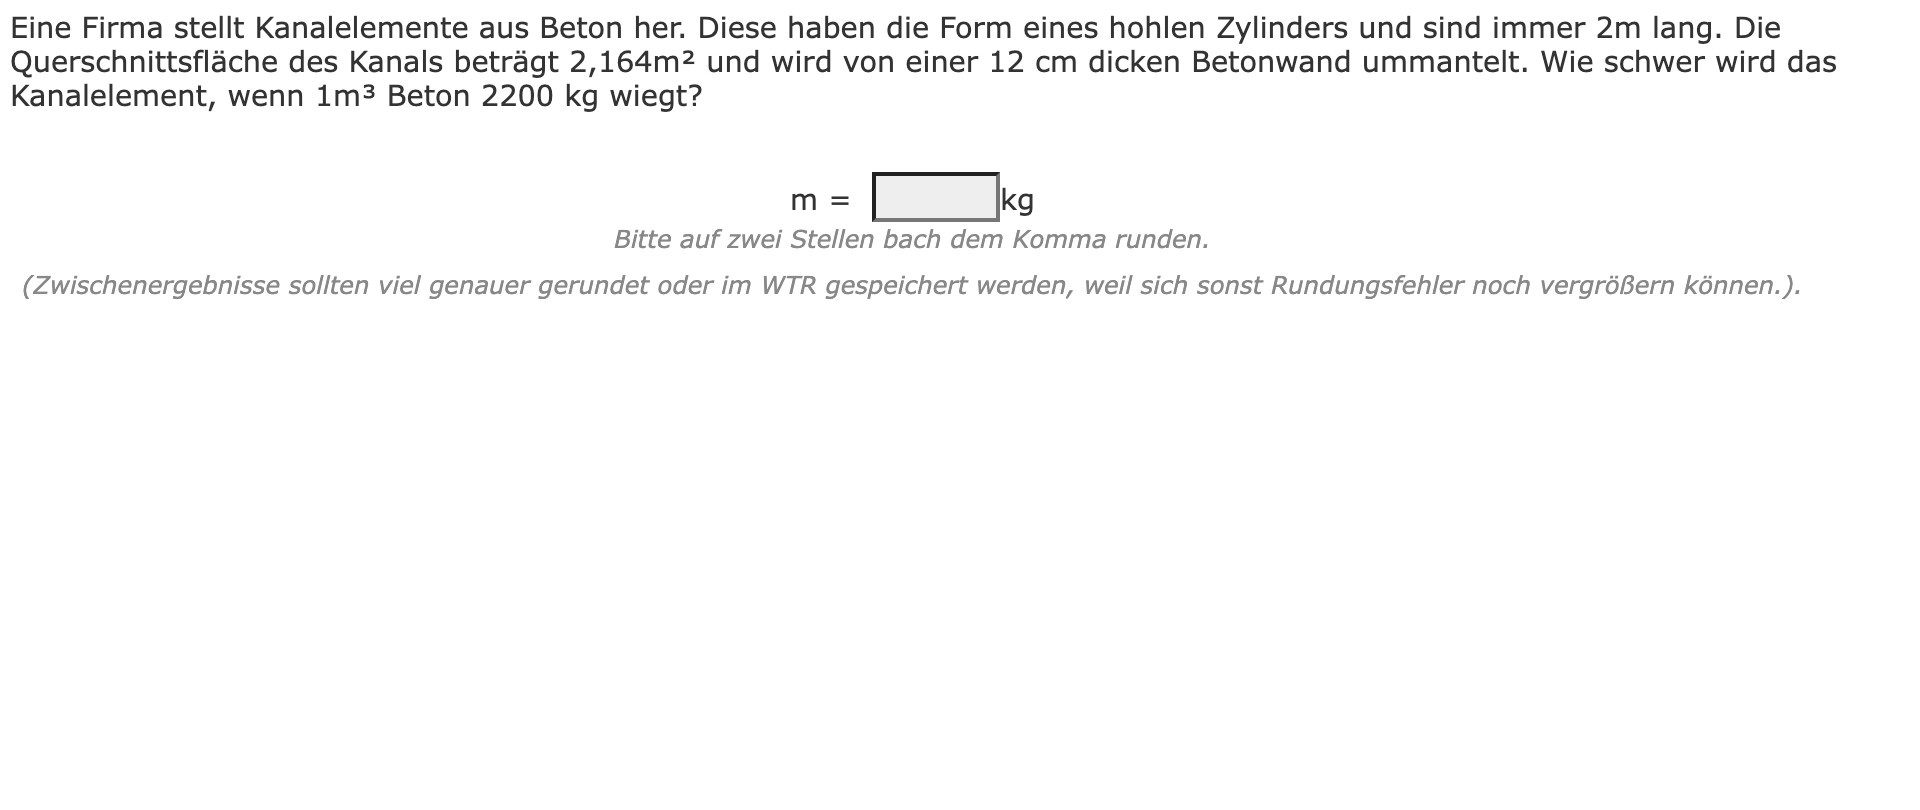 Eine Firma stellt Kanalelemente aus Beton her. Diese haben die Form eines hohlen Zylinders und sind immer 2m lang. Die
Querschnittsfläche des Kanals beträgt 2,164m² und wird von einer 12 cm dicken Betonwand ummantelt. Wie schwer wird das
Kanalelement, wenn 1m³ Beton 2200 kg wiegt?
m = kg
Bitte auf zwei Stellen bach dem Komma runden.
(Zwischenergebnisse sollten viel genauer gerundet oder im WTR gespeichert werden, weil sich sonst Rundungsfehler noch vergrößern können.).